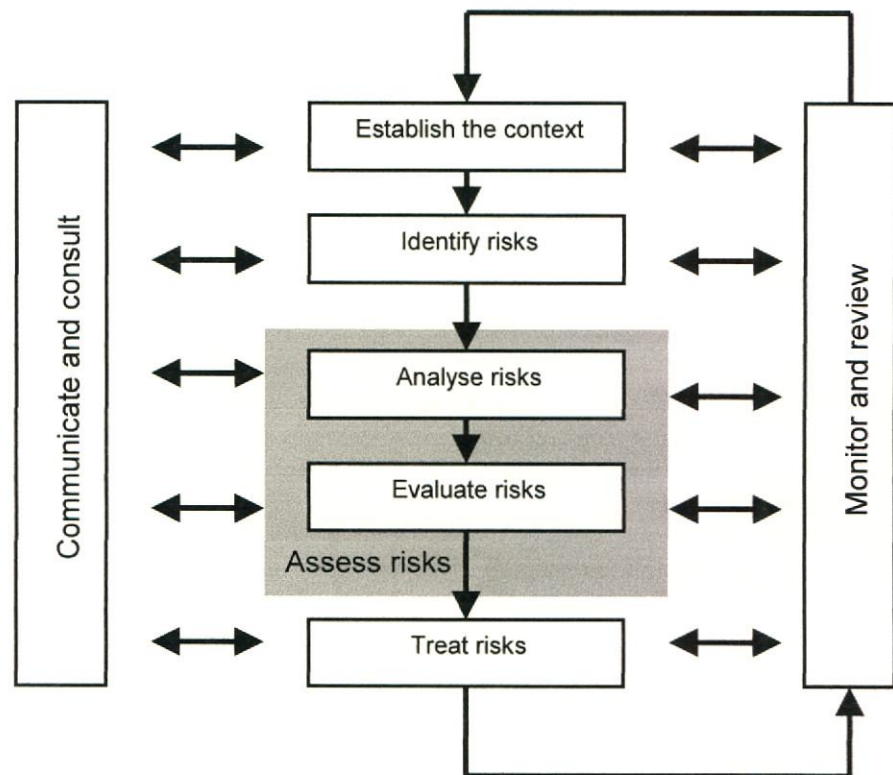 Establish the context
Identify risks
Analyse risks
Evaluate risks
Assess risks
Treat risks
Communicate and consult
Monitor and review